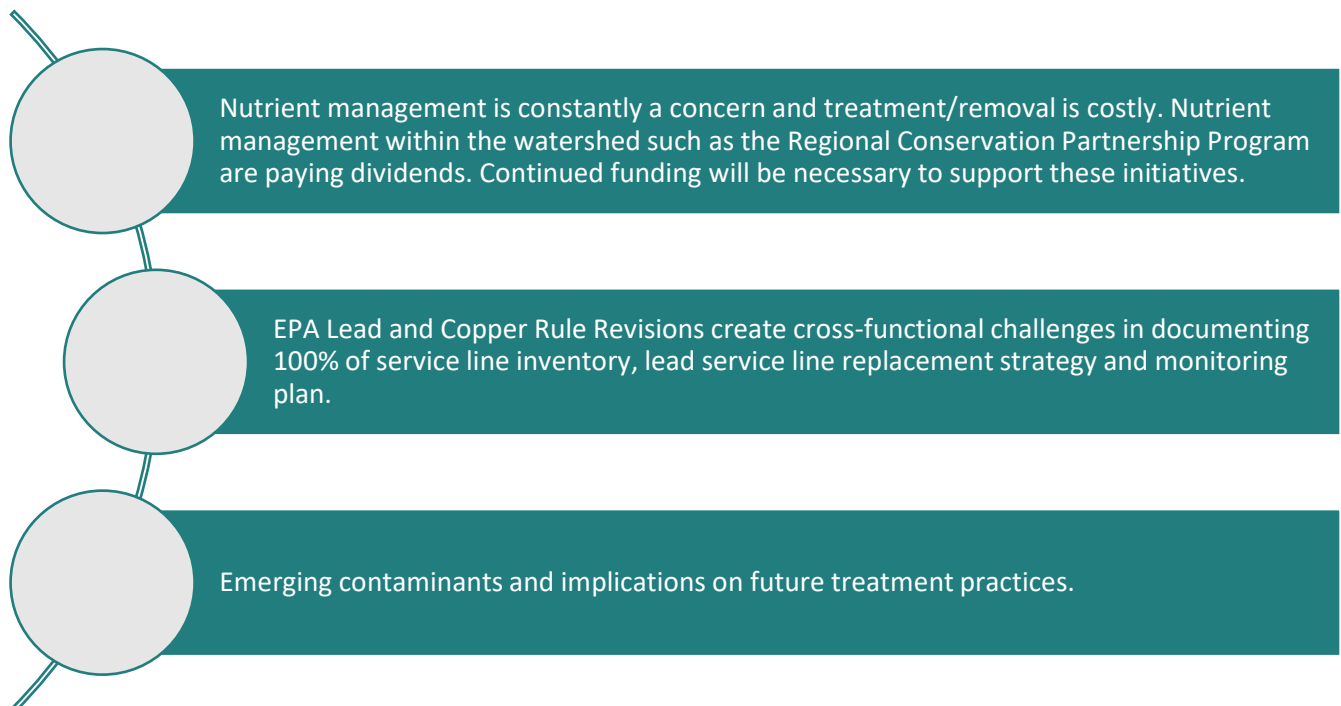 Nutrient management is constantly a concern and treatment/removal is costly. Nutrient
management within the watershed such as the Regional Conservation Partnership Program
are paying dividends. Continued funding will be necessary to support these initiatives.
EPA Lead and Copper Rule Revisions create cross-functional challenges in documenting
100% of service line inventory, lead service line replacement strategy and monitoring
plan.
Emerging contaminants and implications on future treatment practices.